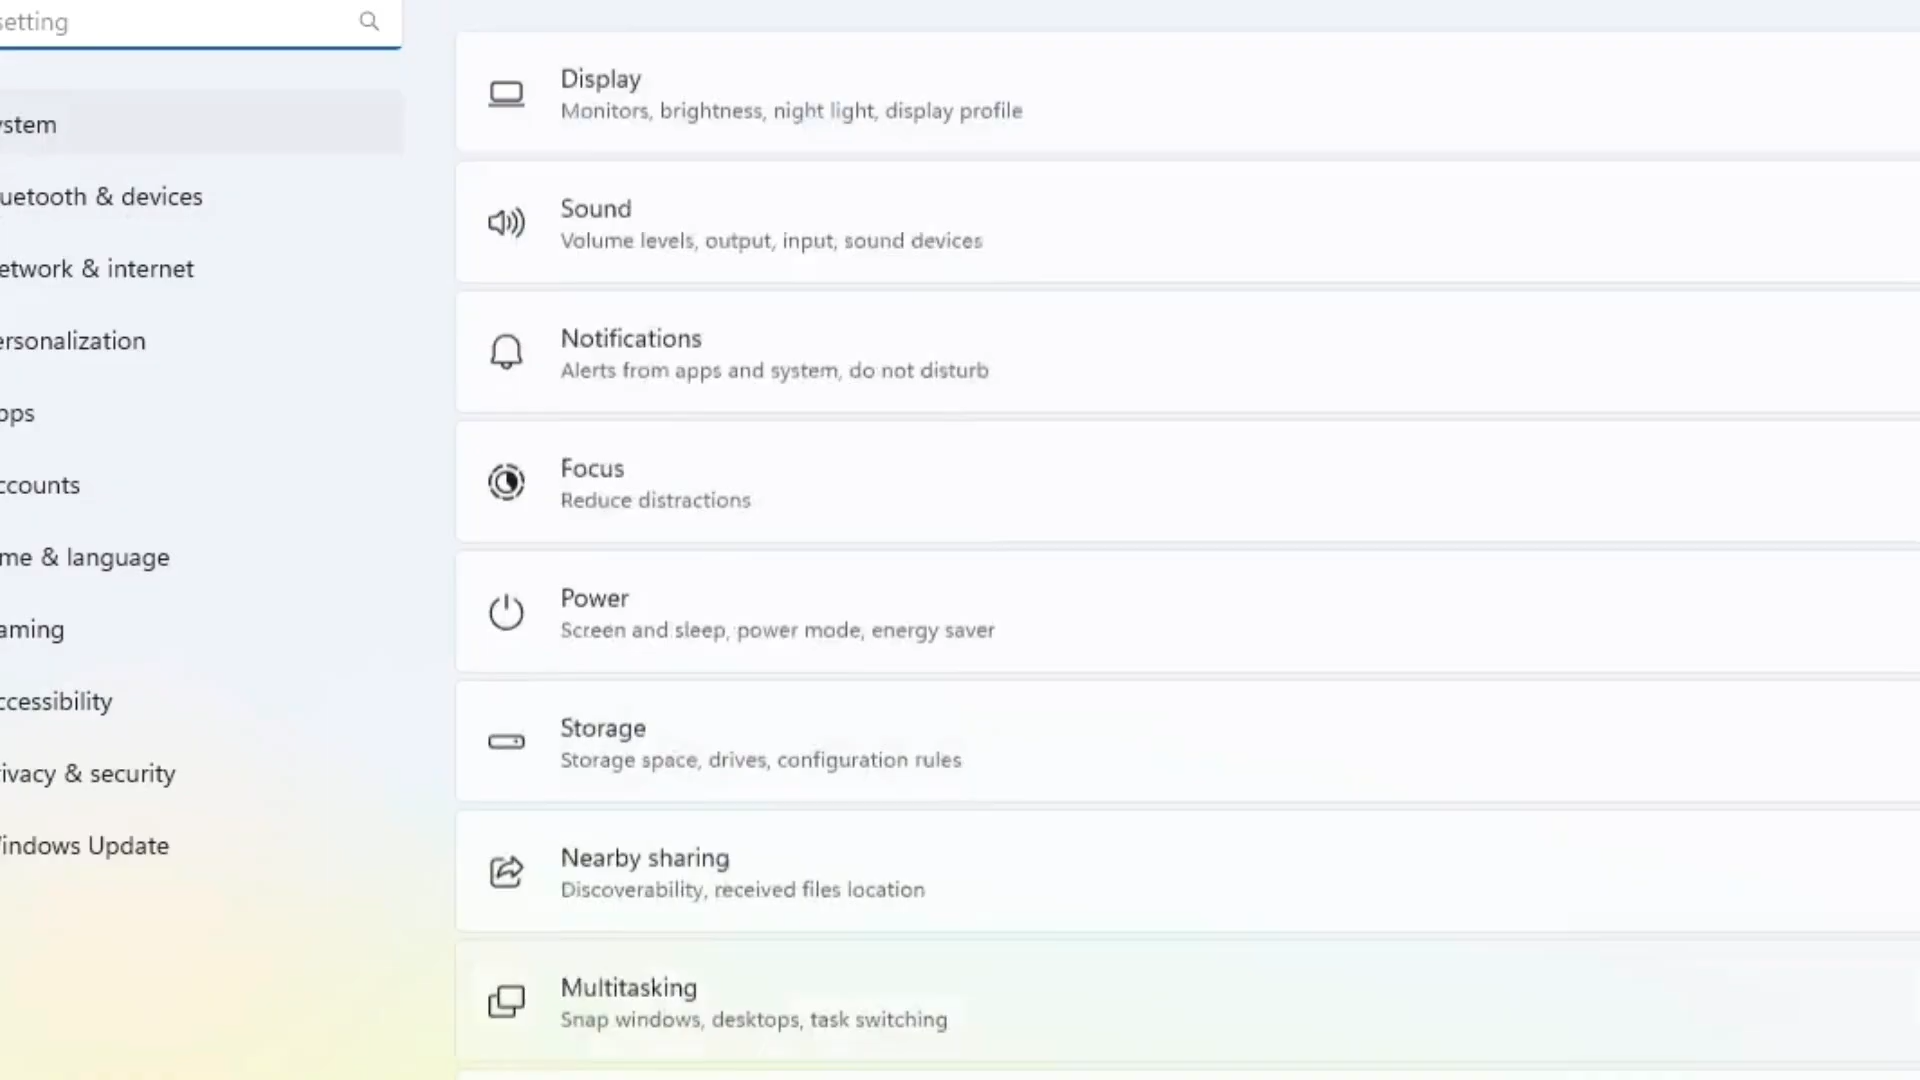 setting
ystem
uetooth & devices
etwork & internet
ersonalization
pps
ccounts
me & language
aming
ccessibility
ivacy & security
indows Update
Display
Monitors, brightness, night light, display profile
Sound
Volume levels, output, input, sound devices
Notifications
Alerts from apps and system, do not disturb
Focus
Reduce distractions
Power
Screen and sleep, power mode, energy saver
Storage
Storage space, drives, configuration rules
Nearby sharing
Discoverability, received files location
Multitasking
Snap windows, desktops, task switching